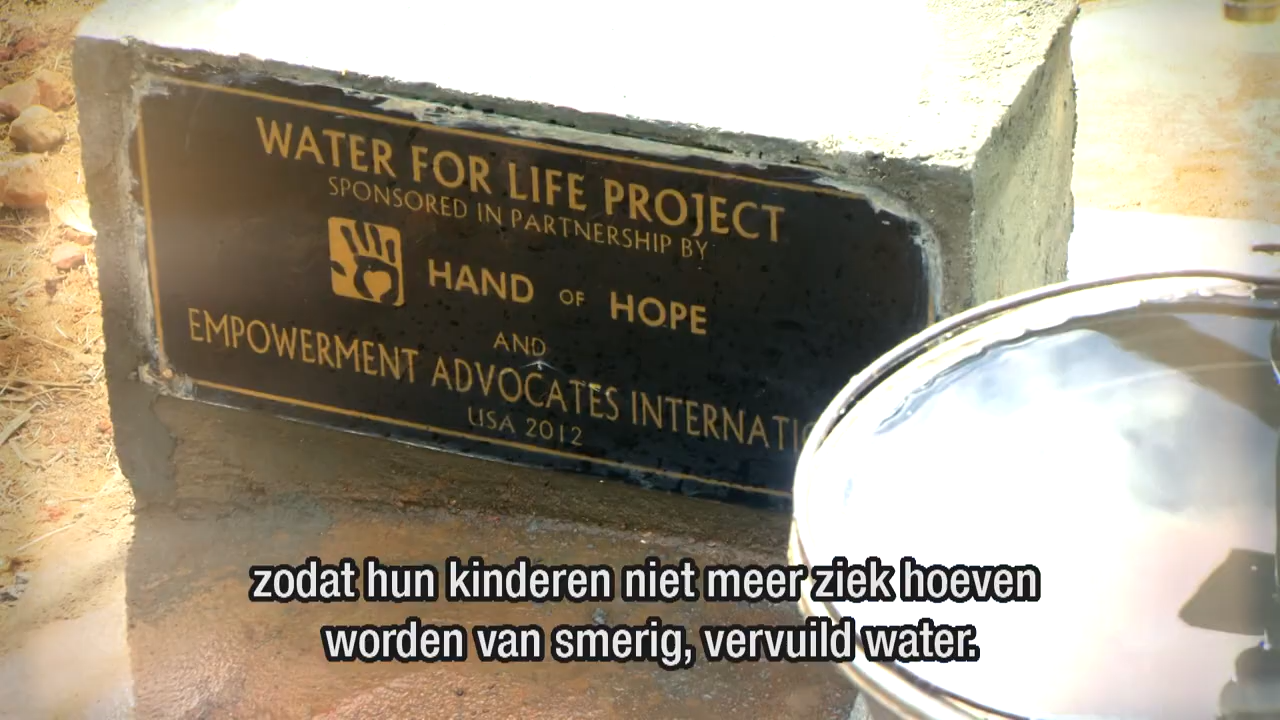 WATER FOR LIFE PROJECT
SPONSORED IN PARTNERSHIP BY
HAND OF HOPE
AND
EMPOWERMENT ADVOCATES
USA 2012
zodat hun kinderen niet meer ziek hoeven
worden van smerig, vervuild water.